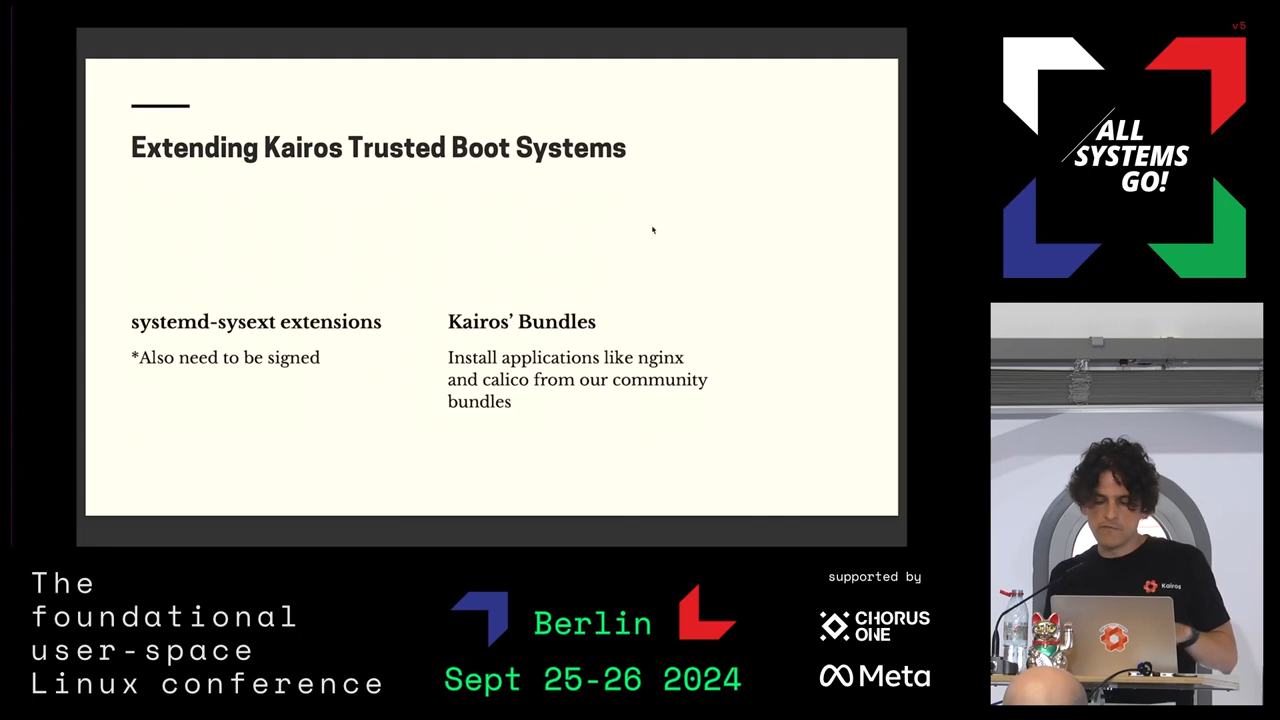 Extending Kairos Trusted Boot Systems
systemd-sysext extensions
*Also need to be signed
Kairos’ Bundles
Install applications like nginx
and calico from our community
bundles
v5
ALL
SYSTEMS
GO!
Kairos
The
foundational
user-space
Linux conference
Berlin
Sept 25-26 2024
supported by
CHORUS
ONE
Meta